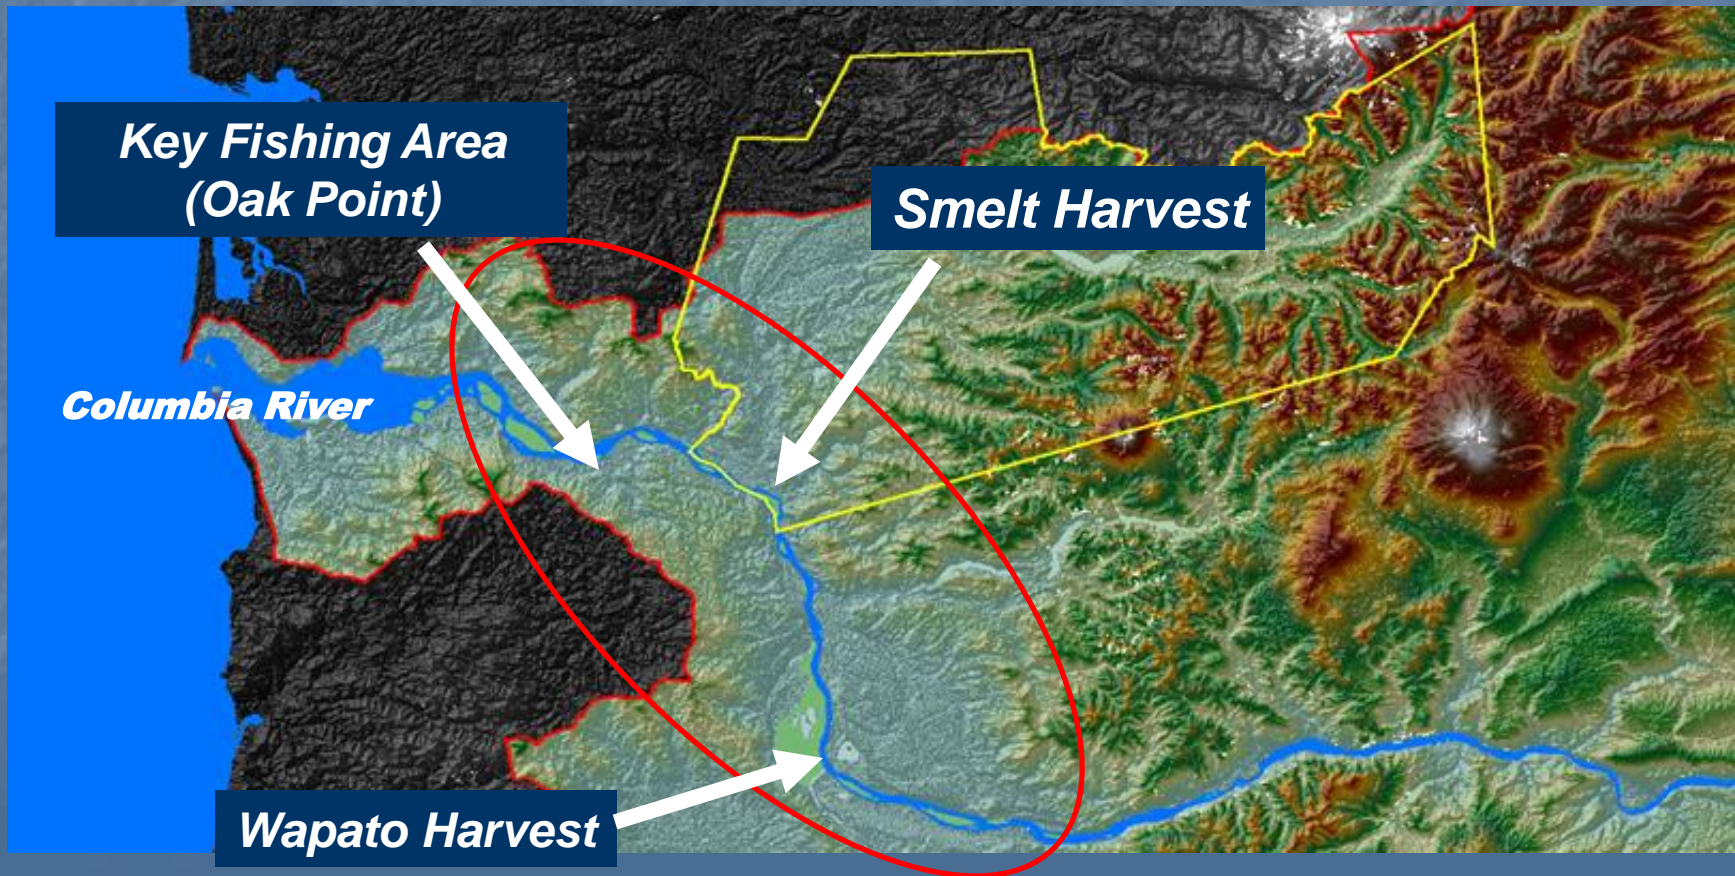 Key Fishing Area
(Oak Point)
Smelt Harvest
Columbia River
Wapato Harvest